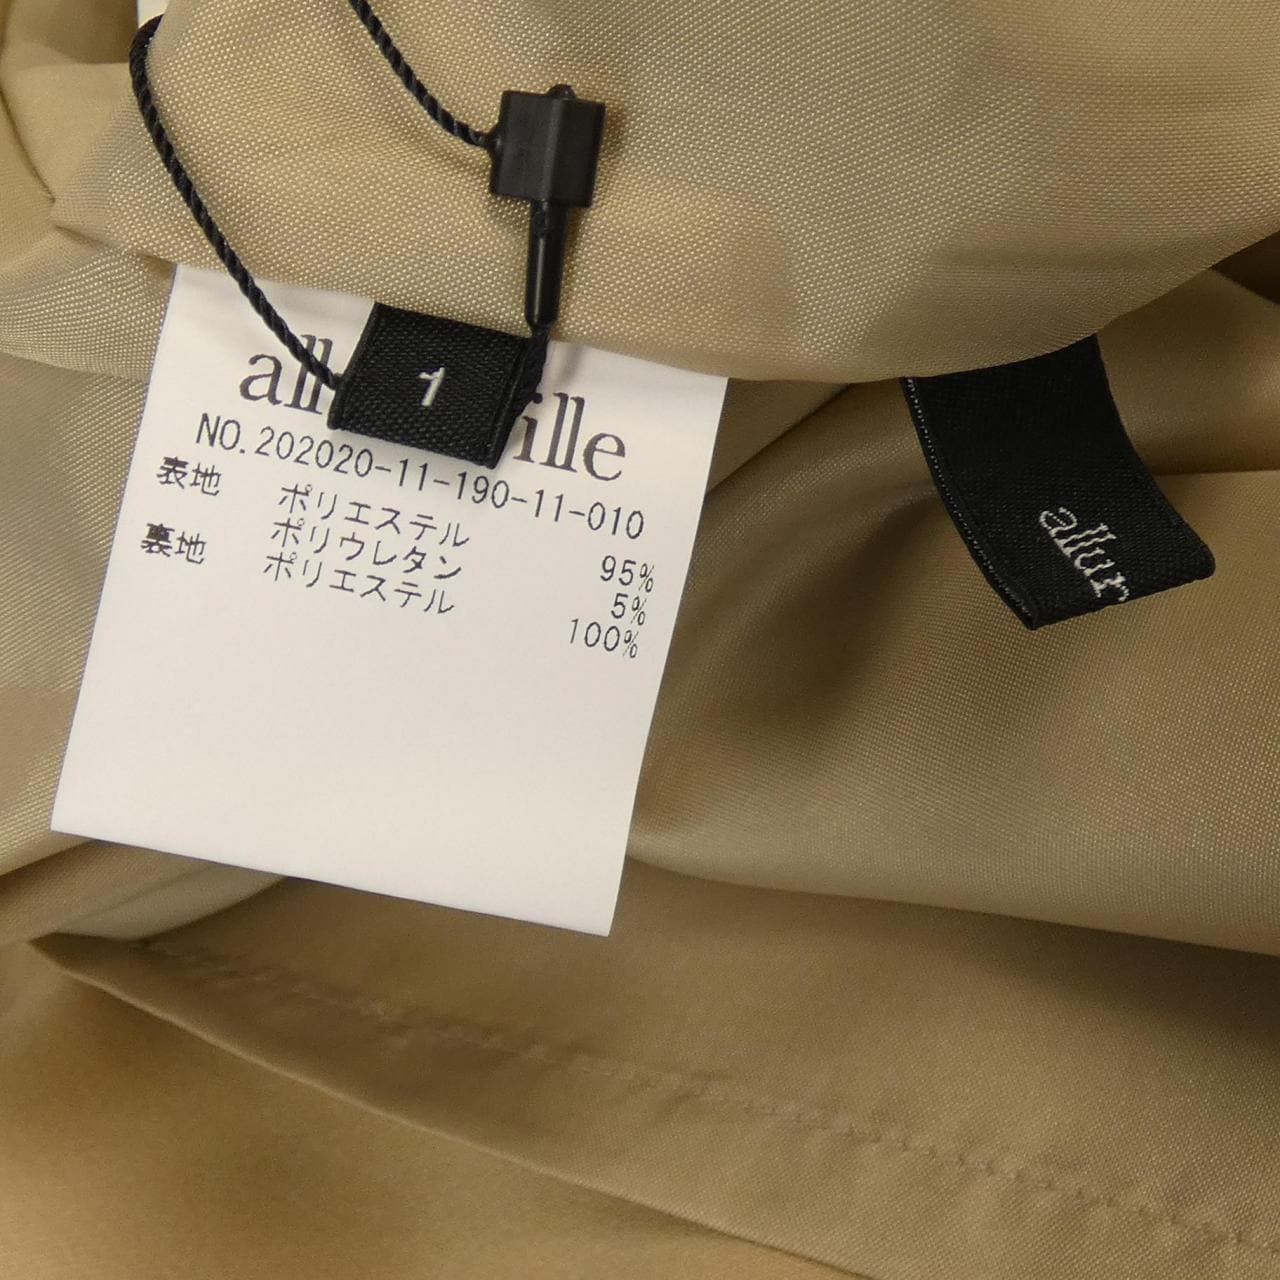 all ille
1
NO.202020-11-190-11-010
表地 ポリエステル 95%
ポリウレタン 5%
裏地 ポリエステル 100%
allur